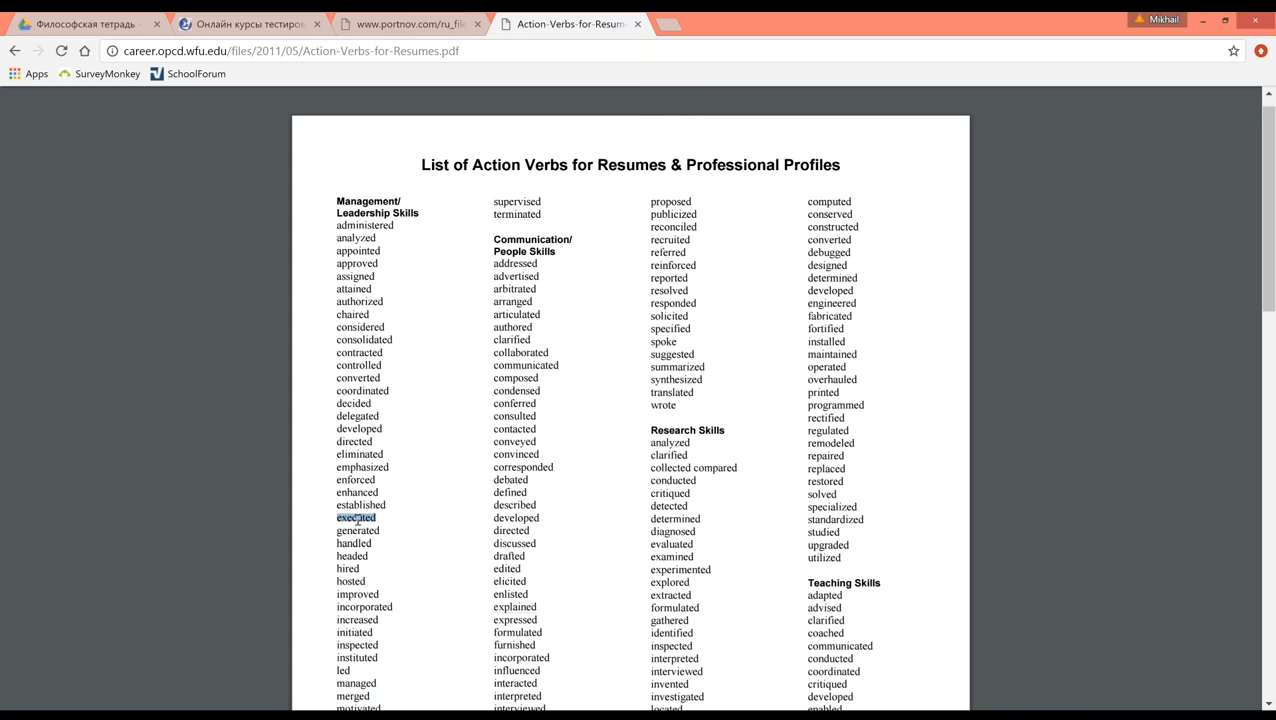 Философская тетрадь
Онлайн курсы тестиров
www.portnov.com/ru_file
Action-Verbs-for-Resum
Mikhail
career.opcd.wfu.edu/files/2011/05/Action-Verbs-for-Resumes.pdf
Apps
SurveyMonkey
SchoolForum
List of Action Verbs for Resumes & Professional Profiles
Management/
Leadership Skills
administered
analyzed
appointed
approved
assigned
attained
authorized
chaired
considered
consolidated
contracted
controlled
converted
coordinated
decided
delegated
developed
directed
eliminated
emphasized
enforced
enhanced
established
executed
generated
handled
headed
hired
hosted
improved
incorporated
increased
initiated
inspected
instituted
led
managed
merged
motivated
supervised
terminated
Communication/
People Skills
addressed
advertised
arbitrated
arranged
articulated
authored
clarified
collaborated
communicated
composed
condensed
conferred
consulted
contacted
conveyed
convinced
corresponded
debated
defined
described
developed
directed
discussed
drafted
edited
elicited
enlisted
explained
expressed
formulated
furnished
incorporated
influenced
interacted
interpreted
interviewed
proposed
publicized
reconciled
recruited
referred
reinforced
reported
resolved
responded
solicited
specified
spoke
suggested
summarized
synthesized
translated
wrote
Research Skills
analyzed
clarified
collected compared
conducted
critiqued
detected
determined
diagnosed
evaluated
examined
experimented
explored
extracted
formulated
gathered
identified
inspected
interpreted
interviewed
invented
investigated
located
computed
conserved
constructed
converted
debugged
designed
determined
developed
engineered
fabricated
fortified
installed
maintained
operated
overhauled
printed
programmed
rectified
regulated
remodeled
repaired
replaced
restored
solved
specialized
standardized
studied
upgraded
utilized
Teaching Skills
adapted
advised
clarified
coached
communicated
conducted
coordinated
critiqued
developed
enabled